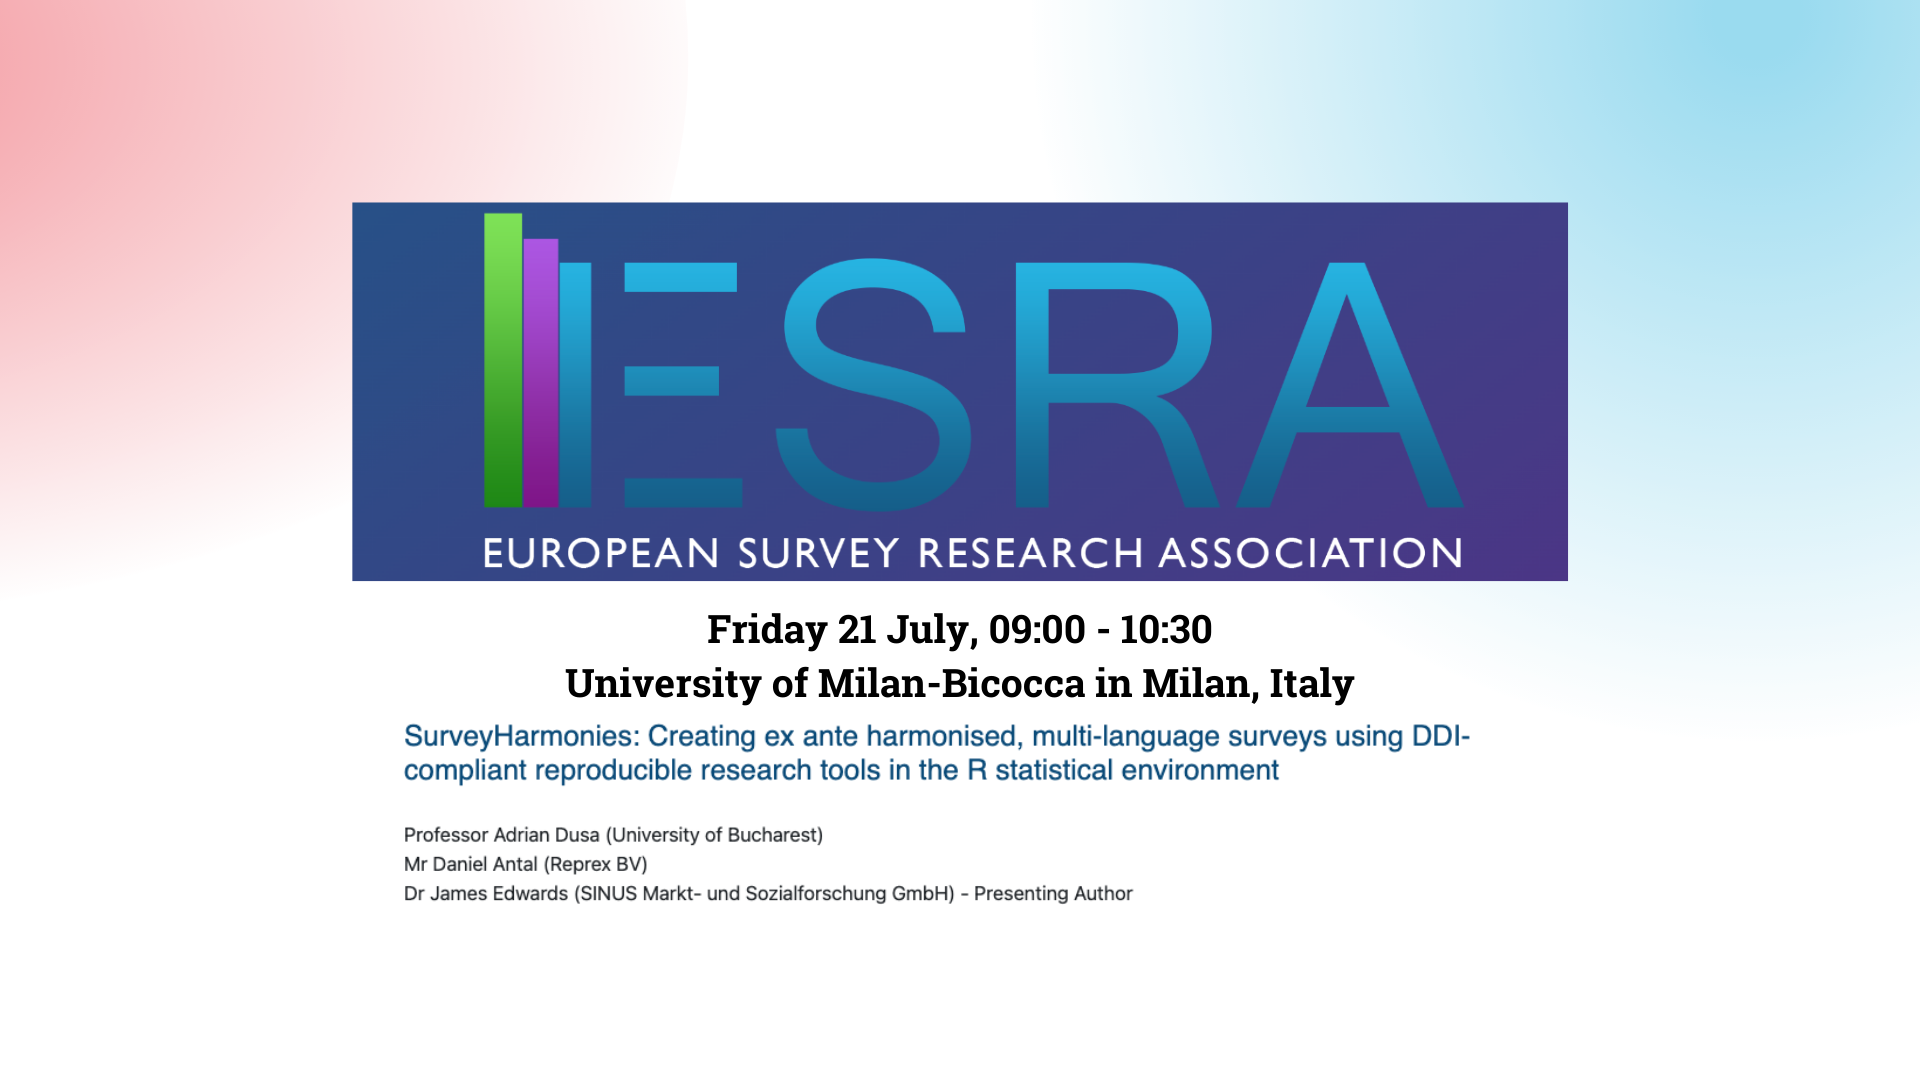 ESRA
EUROPEAN SURVEY RESEARCH ASSOCIATION
Friday 21 July, 09:00 - 10:30
University of Milan-Bicocca in Milan, Italy
SurveyHarmonies: Creating ex ante harmonised, multi-language surveys using DDI-
compliant reproducible research tools in the R statistical environment
Professor Adrian Dusa (University of Bucharest)
Mr Daniel Antal (Reprex BV)
Dr James Edwards (SINUS Markt- und Sozialforschung GmbH) - Presenting Author